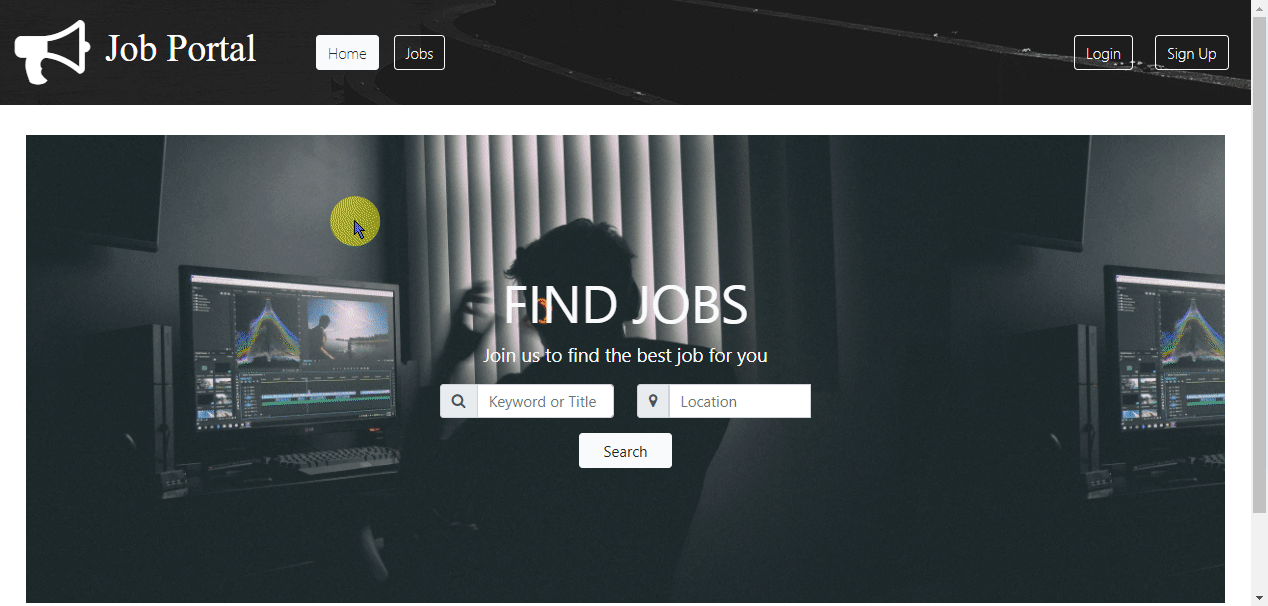 Job Portal
Home
Jobs
Login
Sign Up
FIND JOBS
Join us to find the best job for you
Keyword or Title
Location
Search